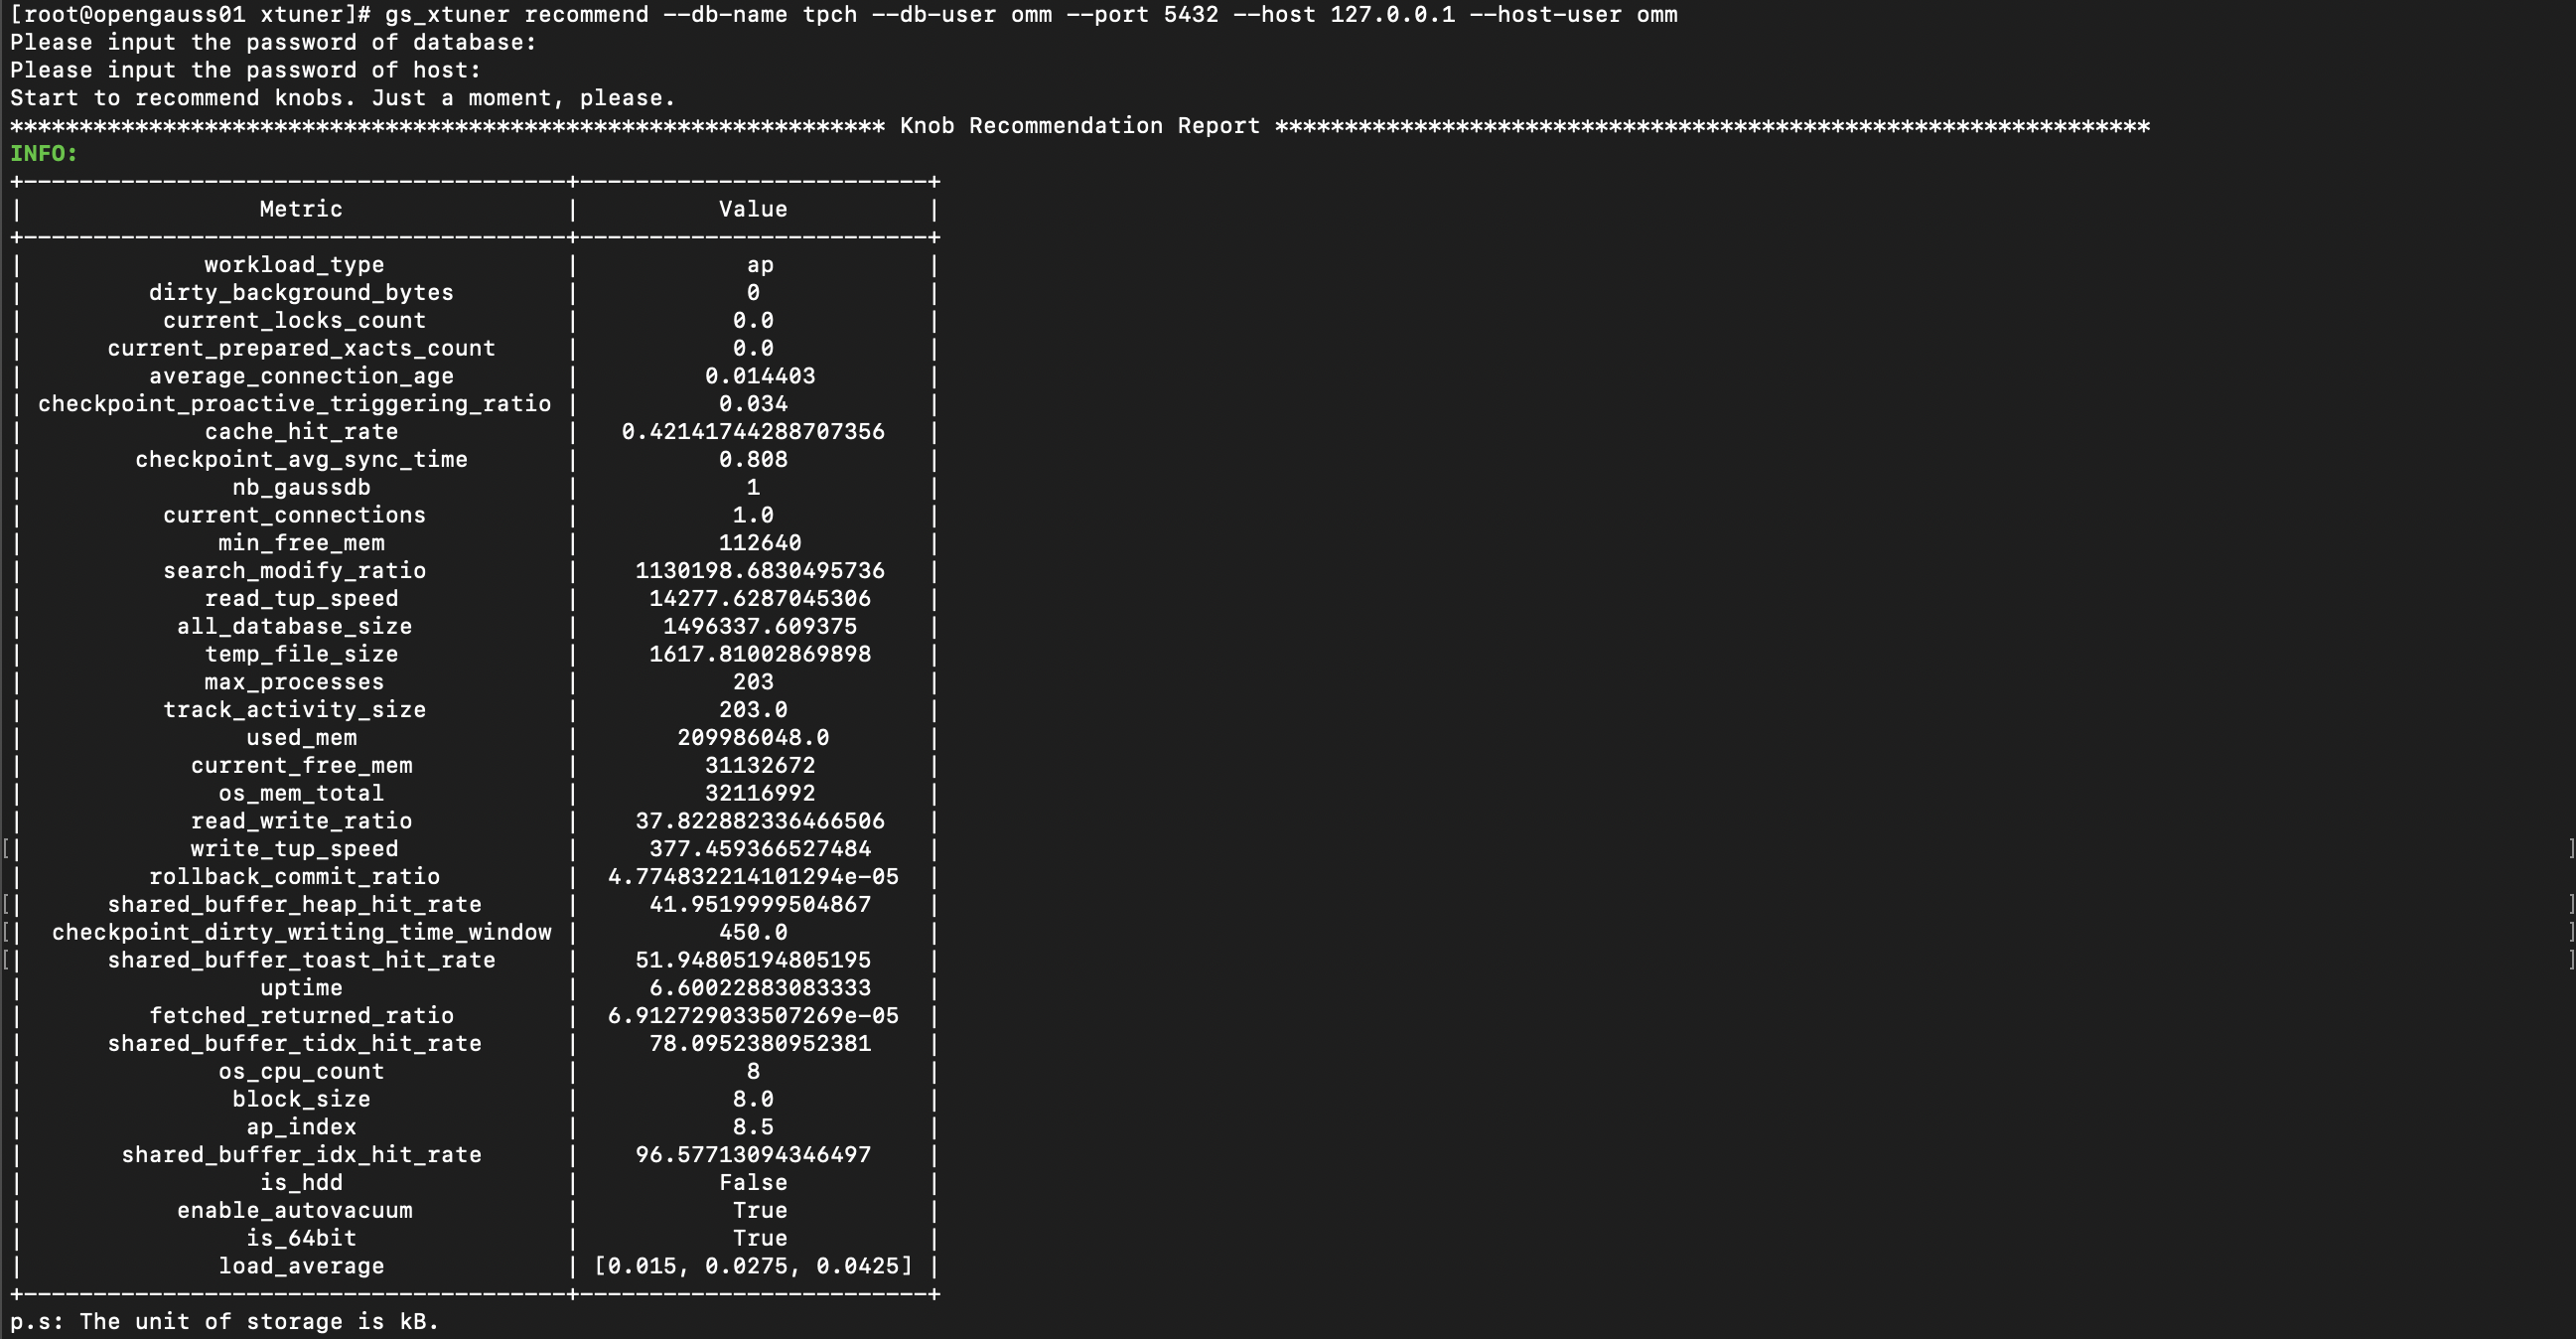 [root@opengauss01 xtuner]# gs_xtuner recommend --db-name tpch --db-user omm --port 5432 --host 127.0.0.1 --host-user omm
Please input the password of database:
Please input the password of host:
Start to recommend knobs. Just a moment, please.
*************************************************************** Knob Recommendation Report ***************************************************************
INFO:
+---------------------------------------+-------------------------+
| Metric | Value |
+---------------------------------------+-------------------------+
| workload_type | ap |
| dirty_background_bytes | 0 |
| current_locks_count | 0.0 |
| current_prepared_xacts_count | 0.0 |
| average_connection_age | 0.014403 |
| checkpoint_proactive_triggering_ratio | 0.034 |
| cache_hit_rate | 0.42141744288707356 |
| checkpoint_avg_sync_time | 0.808 |
| nb_gaussdb | 1 |
| current_connections | 1.0 |
| min_free_mem | 112640 |
| search_modify_ratio | 1130198.6830495736 |
| read_tup_speed | 14277.6287045306 |
| all_database_size | 1496337.609375 |
| temp_file_size | 1617.81002869898 |
| max_processes | 203 |
| track_activity_size | 203.0 |
| used_mem | 209986048.0 |
| current_free_mem | 31132672 |
| os_mem_total | 32116992 |
| read_write_ratio | 37.822882336466506 |
[| write_tup_speed | 377.459366527484 | ]
| rollback_commit_ratio | 4.774832214101294e-05 |
[| shared_buffer_heap_hit_rate | 41.9519999504867 | ]
[| checkpoint_dirty_writing_time_window | 450.0 | ]
[| shared_buffer_toast_hit_rate | 51.94805194805195 | ]
| uptime | 6.60022883083333 |
| fetched_returned_ratio | 6.912729033507269e-05 |
| shared_buffer_tidx_hit_rate | 78.0952380952381 |
| os_cpu_count | 8 |
| block_size | 8.0 |
| ap_index | 8.5 |
| shared_buffer_idx_hit_rate | 96.57713094346497 |
| is_hdd | False |
| enable_autovacuum | True |
| is_64bit | True |
| load_average | [0.015, 0.0275, 0.0425] |
+---------------------------------------+-------------------------+
p.s: The unit of storage is kB.